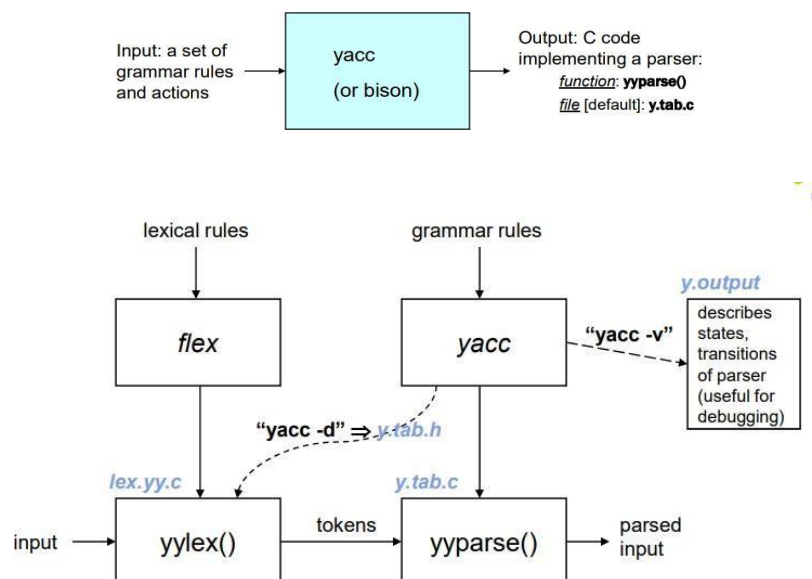 Input: a set of
grammar rules
and actions
yacc
(or bison)
Output: C code
implementing a parser:
function: yyparse()
file [default]: y.tab.c
lexical rules
grammar rules
y.output
flex
yacc
"yacc -v"
describes
states,
transitions
of parser
(useful for
debugging)
"yacc -d" ⇒ y.tab.h
lex.yy.c
y.tab.c
input
yylex()
tokens
yyparse()
parsed
input